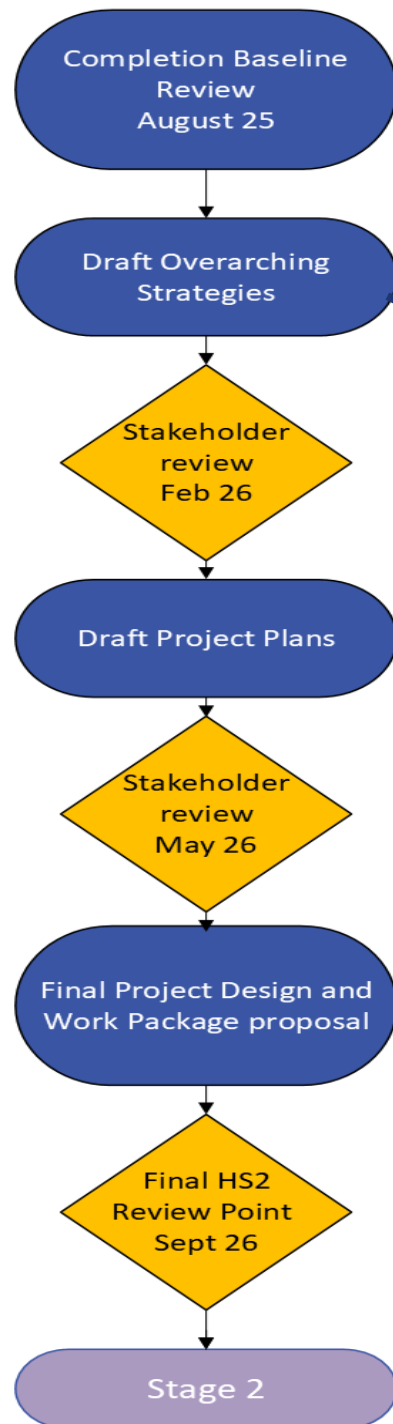 Completion Baseline
Review
August 25
Draft Overarching
Strategies
Stakeholder
review
Feb 26
Draft Project Plans
Stakeholder
review
May 26
Final Project Design and
Work Package proposal
Final HS2
Review Point
Sept 26
Stage 2